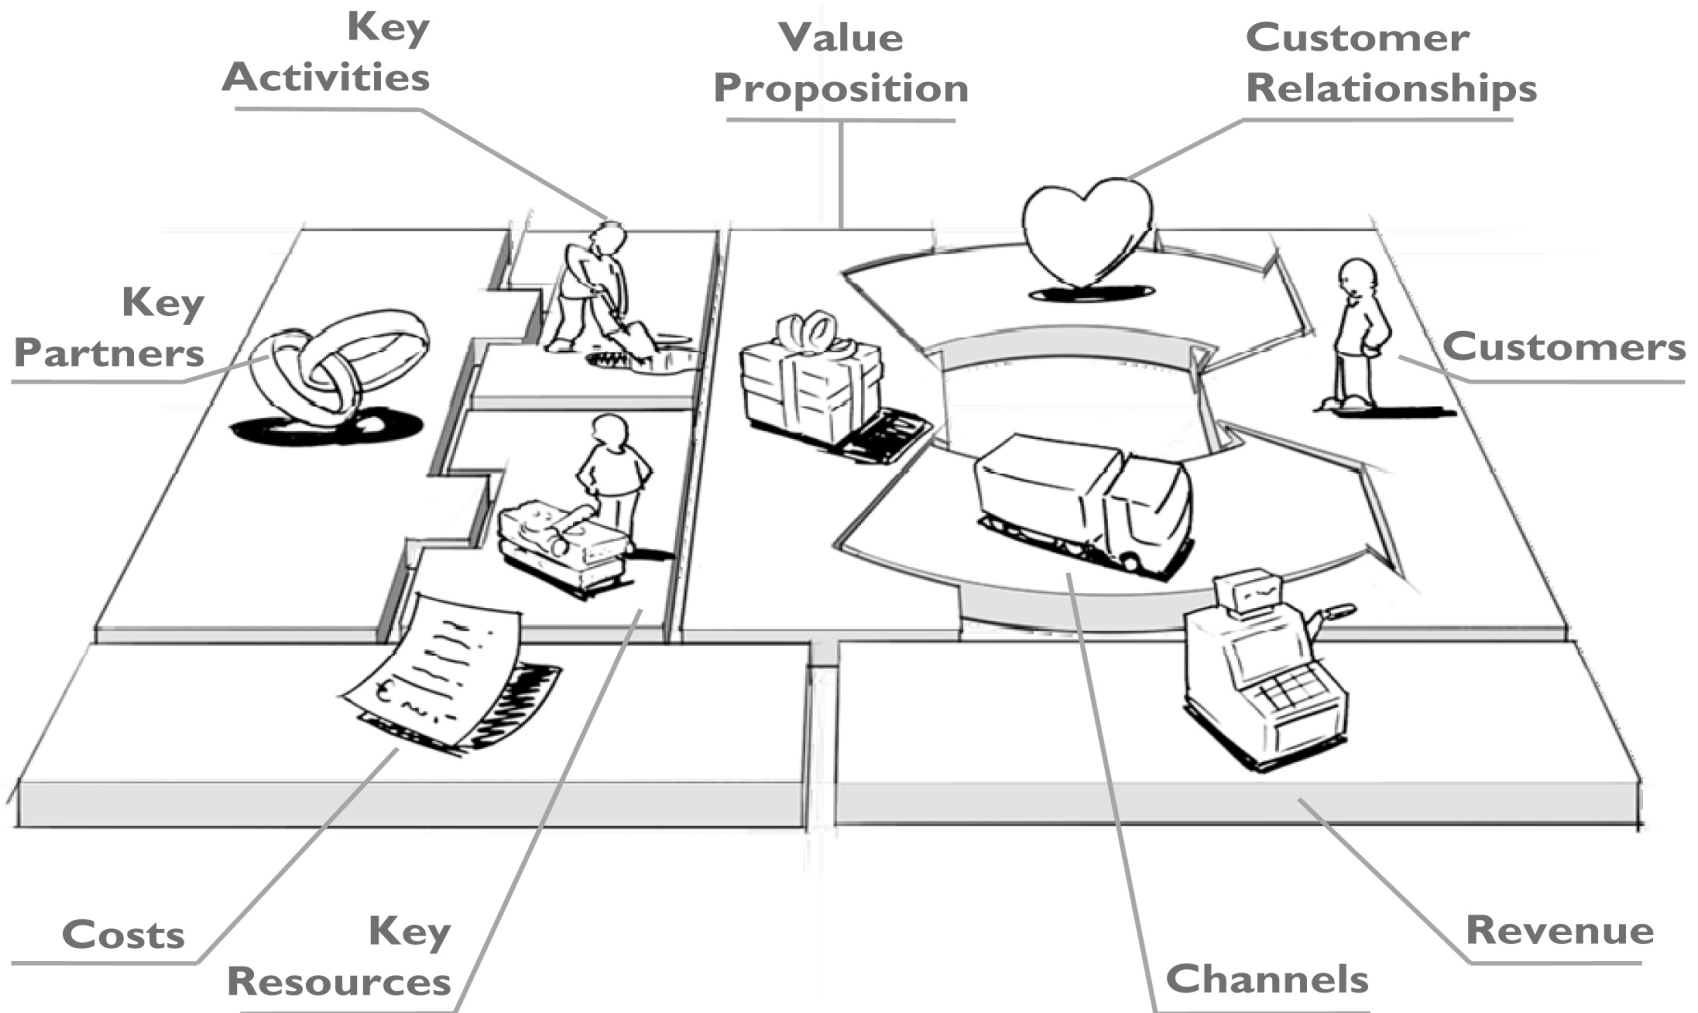 Key
Activities
Value
Proposition
Customer
Relationships
Key
Partners
Customers
Costs
Key
Resources
Channels
Revenue